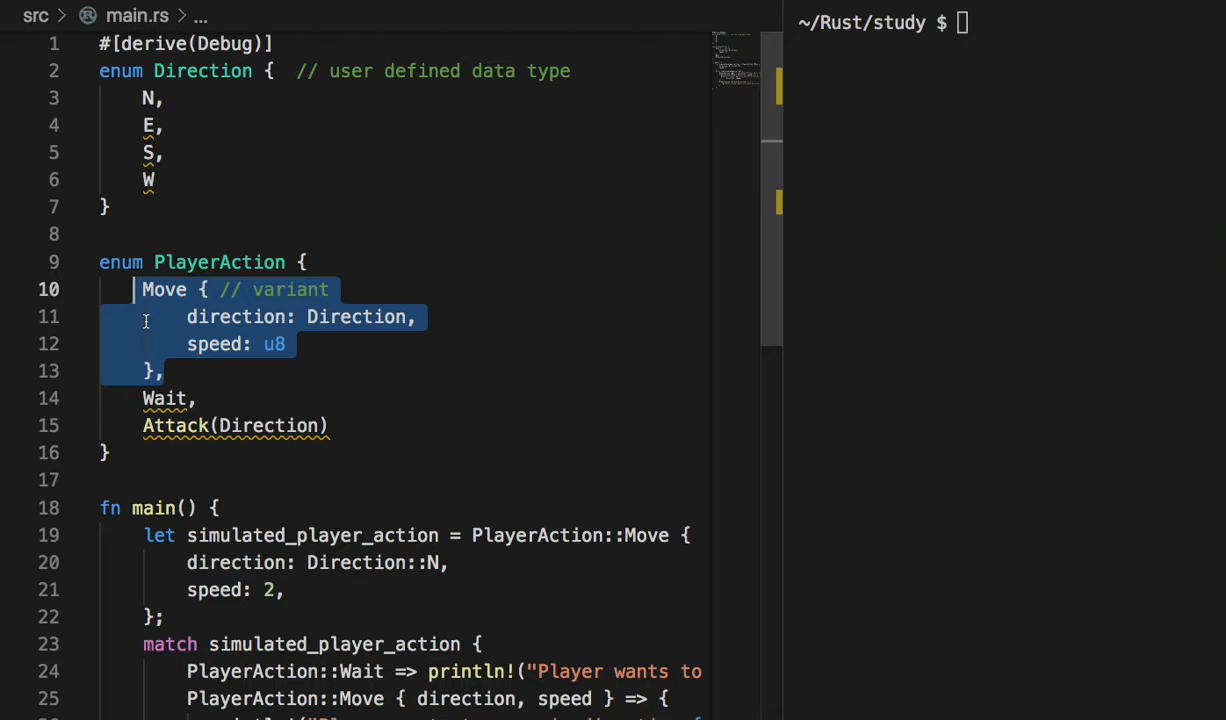 src > main.rs > ...
1 #[derive(Debug)]
2 enum Direction {  // user defined data type
3     N,
4     E,
5     S,
6     W
7 }
8
9 enum PlayerAction {
10    Move { // variant
11        direction: Direction,
12        speed: u8
13    },
14    Wait,
15    Attack(Direction)
16 }
17
18 fn main() {
19    let simulated_player_action = PlayerAction::Move {
20        direction: Direction::N,
21        speed: 2,
22    };
23    match simulated_player_action {
24        PlayerAction::Wait => println!("Player wants to
25        PlayerAction::Move { direction, speed } => {
~/Rust/study $